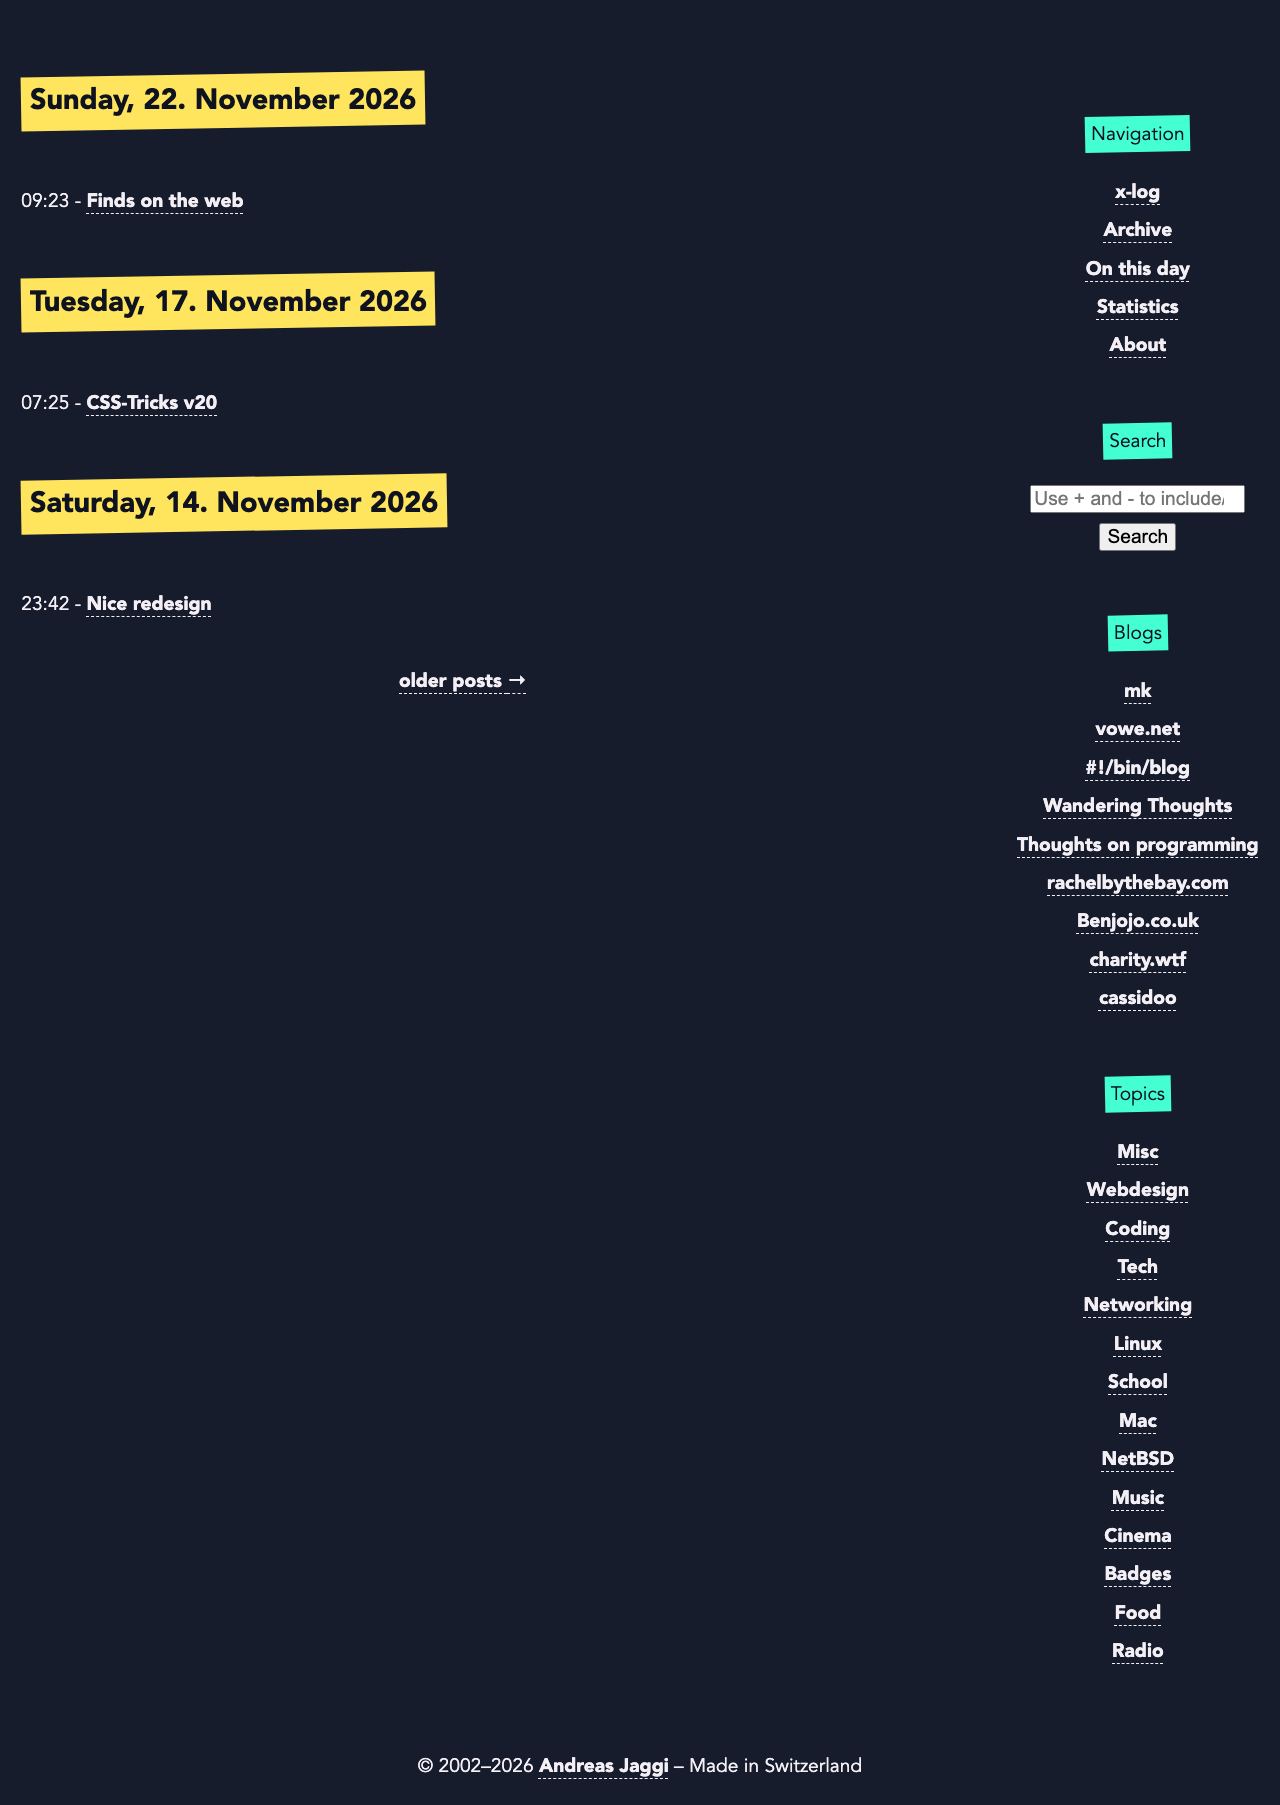 Sunday, 22. November 2026
09:23 - Finds on the web
Tuesday, 17. November 2026
07:25 - CSS-Tricks v20
Saturday, 14. November 2026
23:42 - Nice redesign
older posts →
Navigation
x-log
Archive
On this day
Statistics
About
Search
Use + and - to include/
Search
Blogs
mk
vowe.net
#!/bin/blog
Wandering Thoughts
Thoughts on programming
rachelbythebay.com
Benjojo.co.uk
charity.wtf
cassidoo
Topics
Misc
Webdesign
Coding
Tech
Networking
Linux
School
Mac
NetBSD
Music
Cinema
Badges
Food
Radio
© 2002–2026 Andreas Jaggi – Made in Switzerland